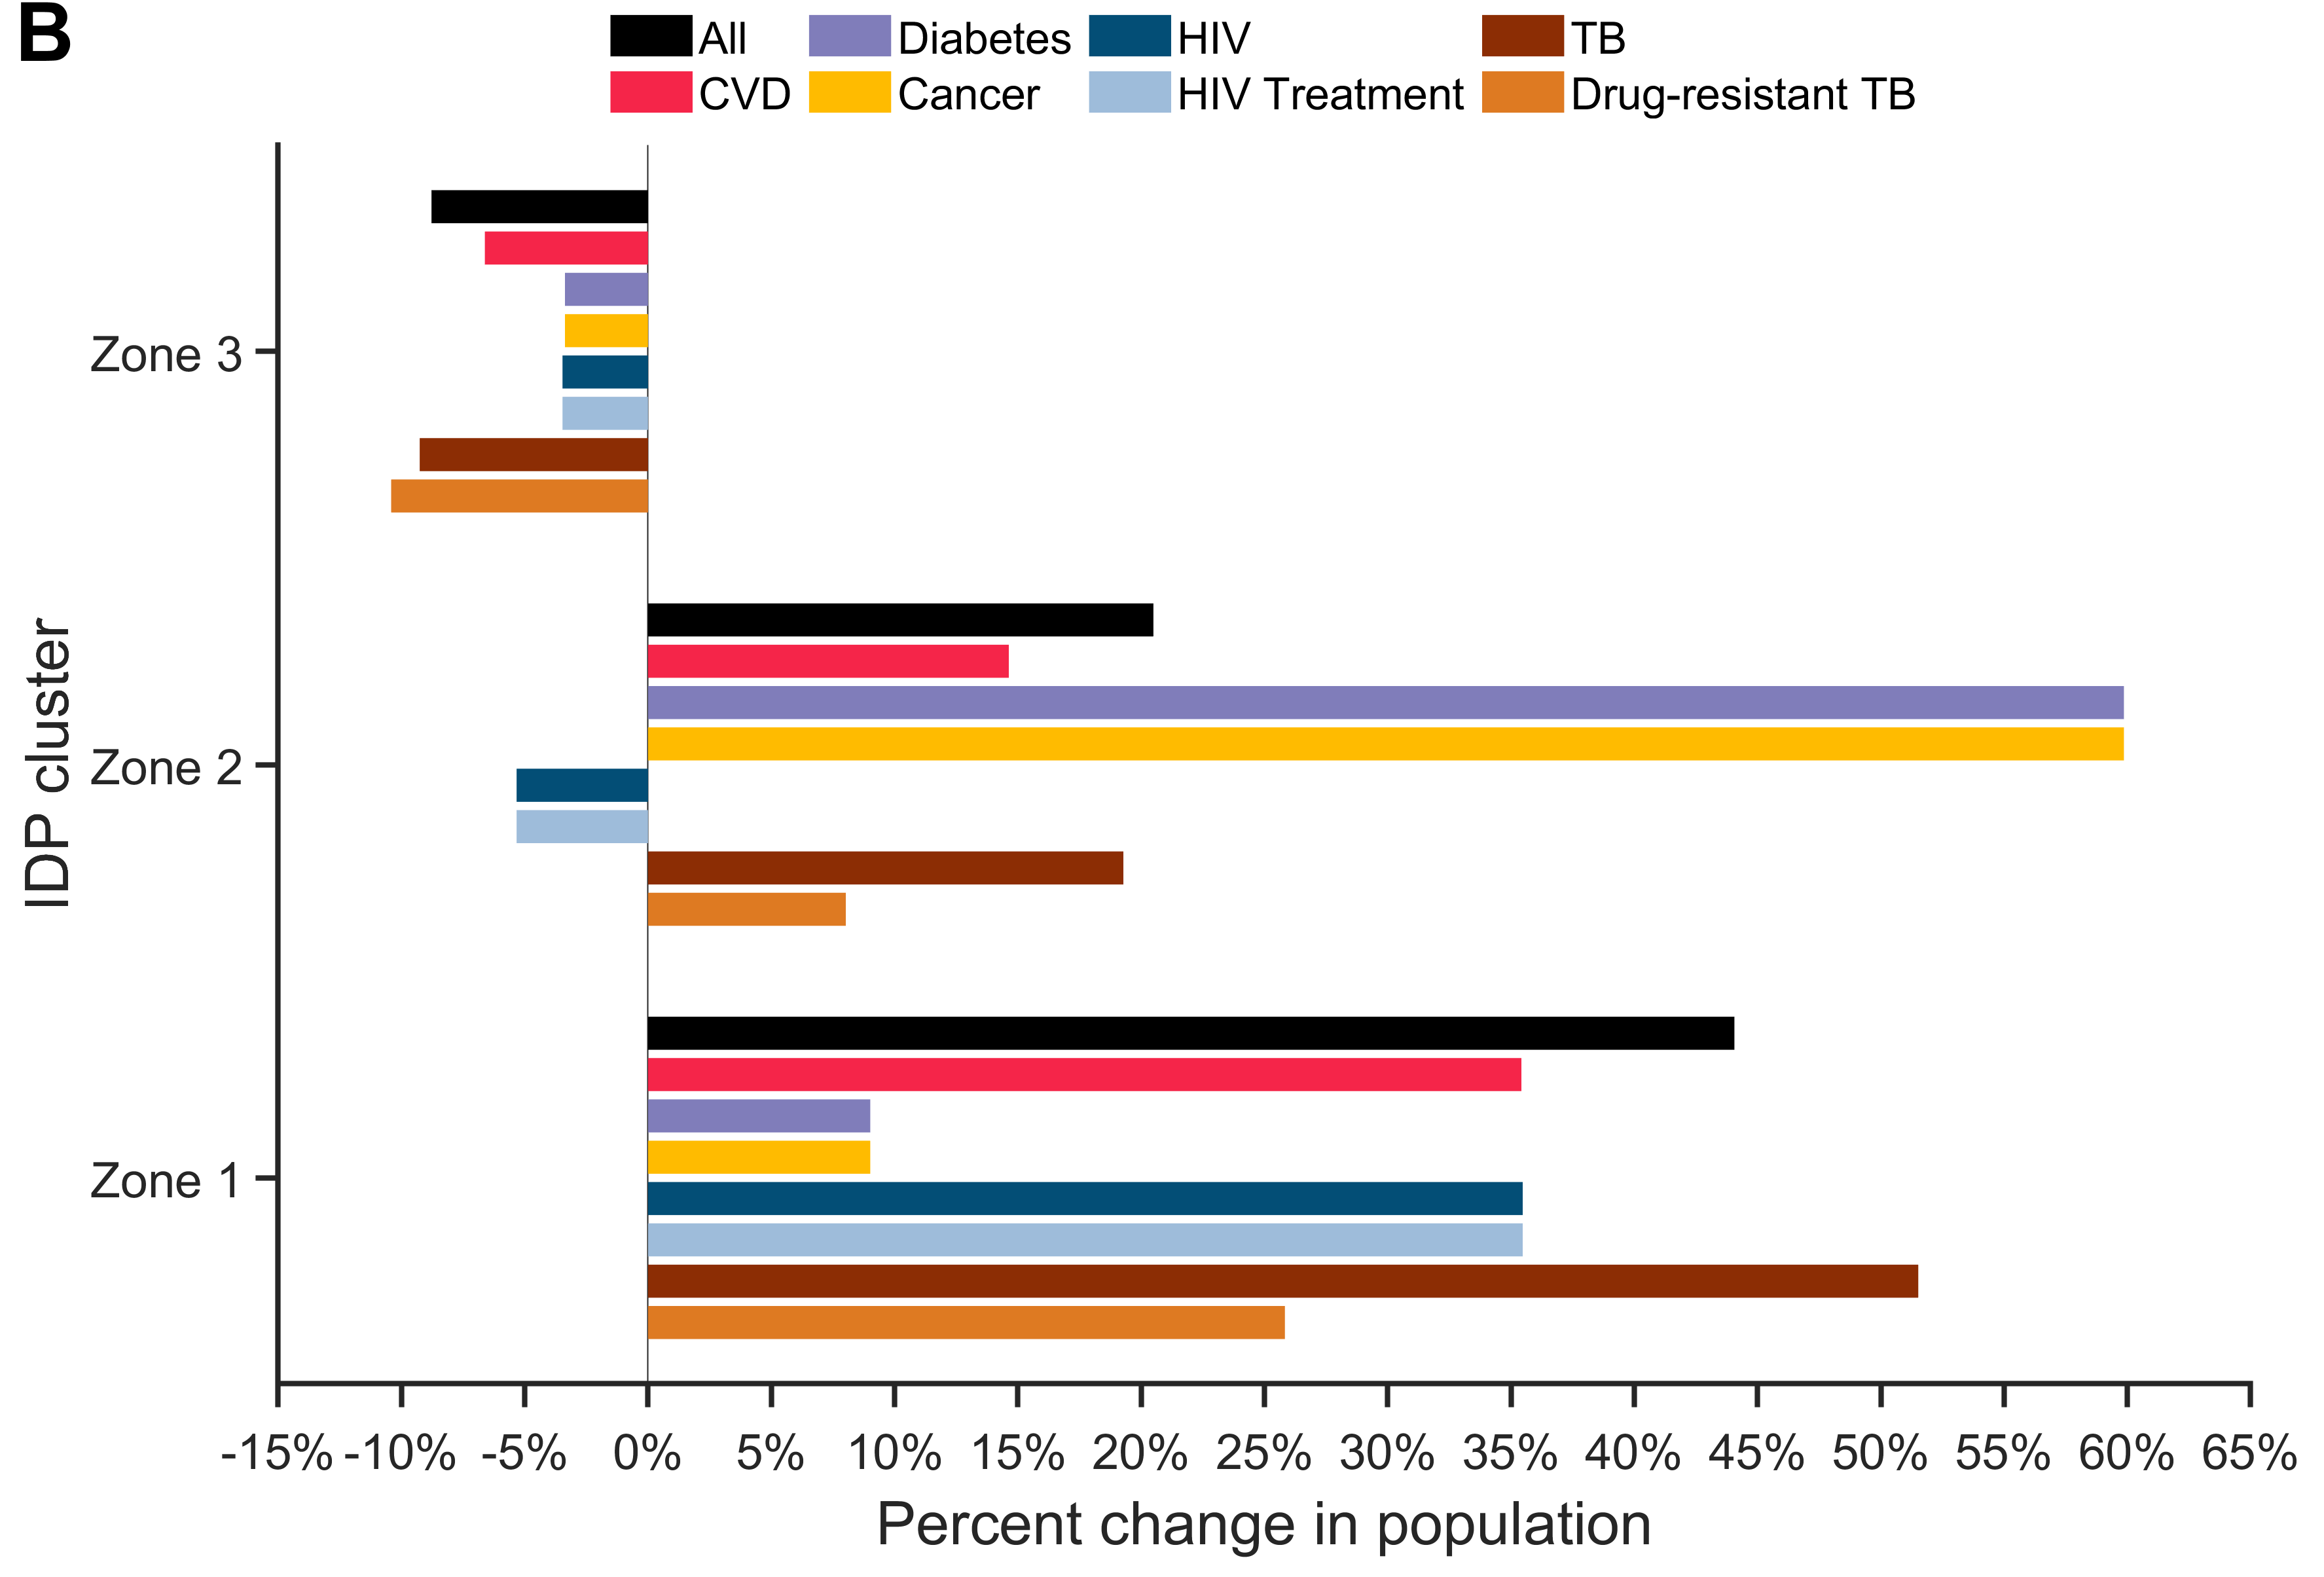 B
All Diabetes HIV TB
CVD Cancer HIV Treatment Drug-resistant TB
Zone 3
Zone 2
Zone 1
IDP cluster
-15% -10% -5% 0% 5% 10% 15% 20% 25% 30% 35% 40% 45% 50% 55% 60% 65%
Percent change in population